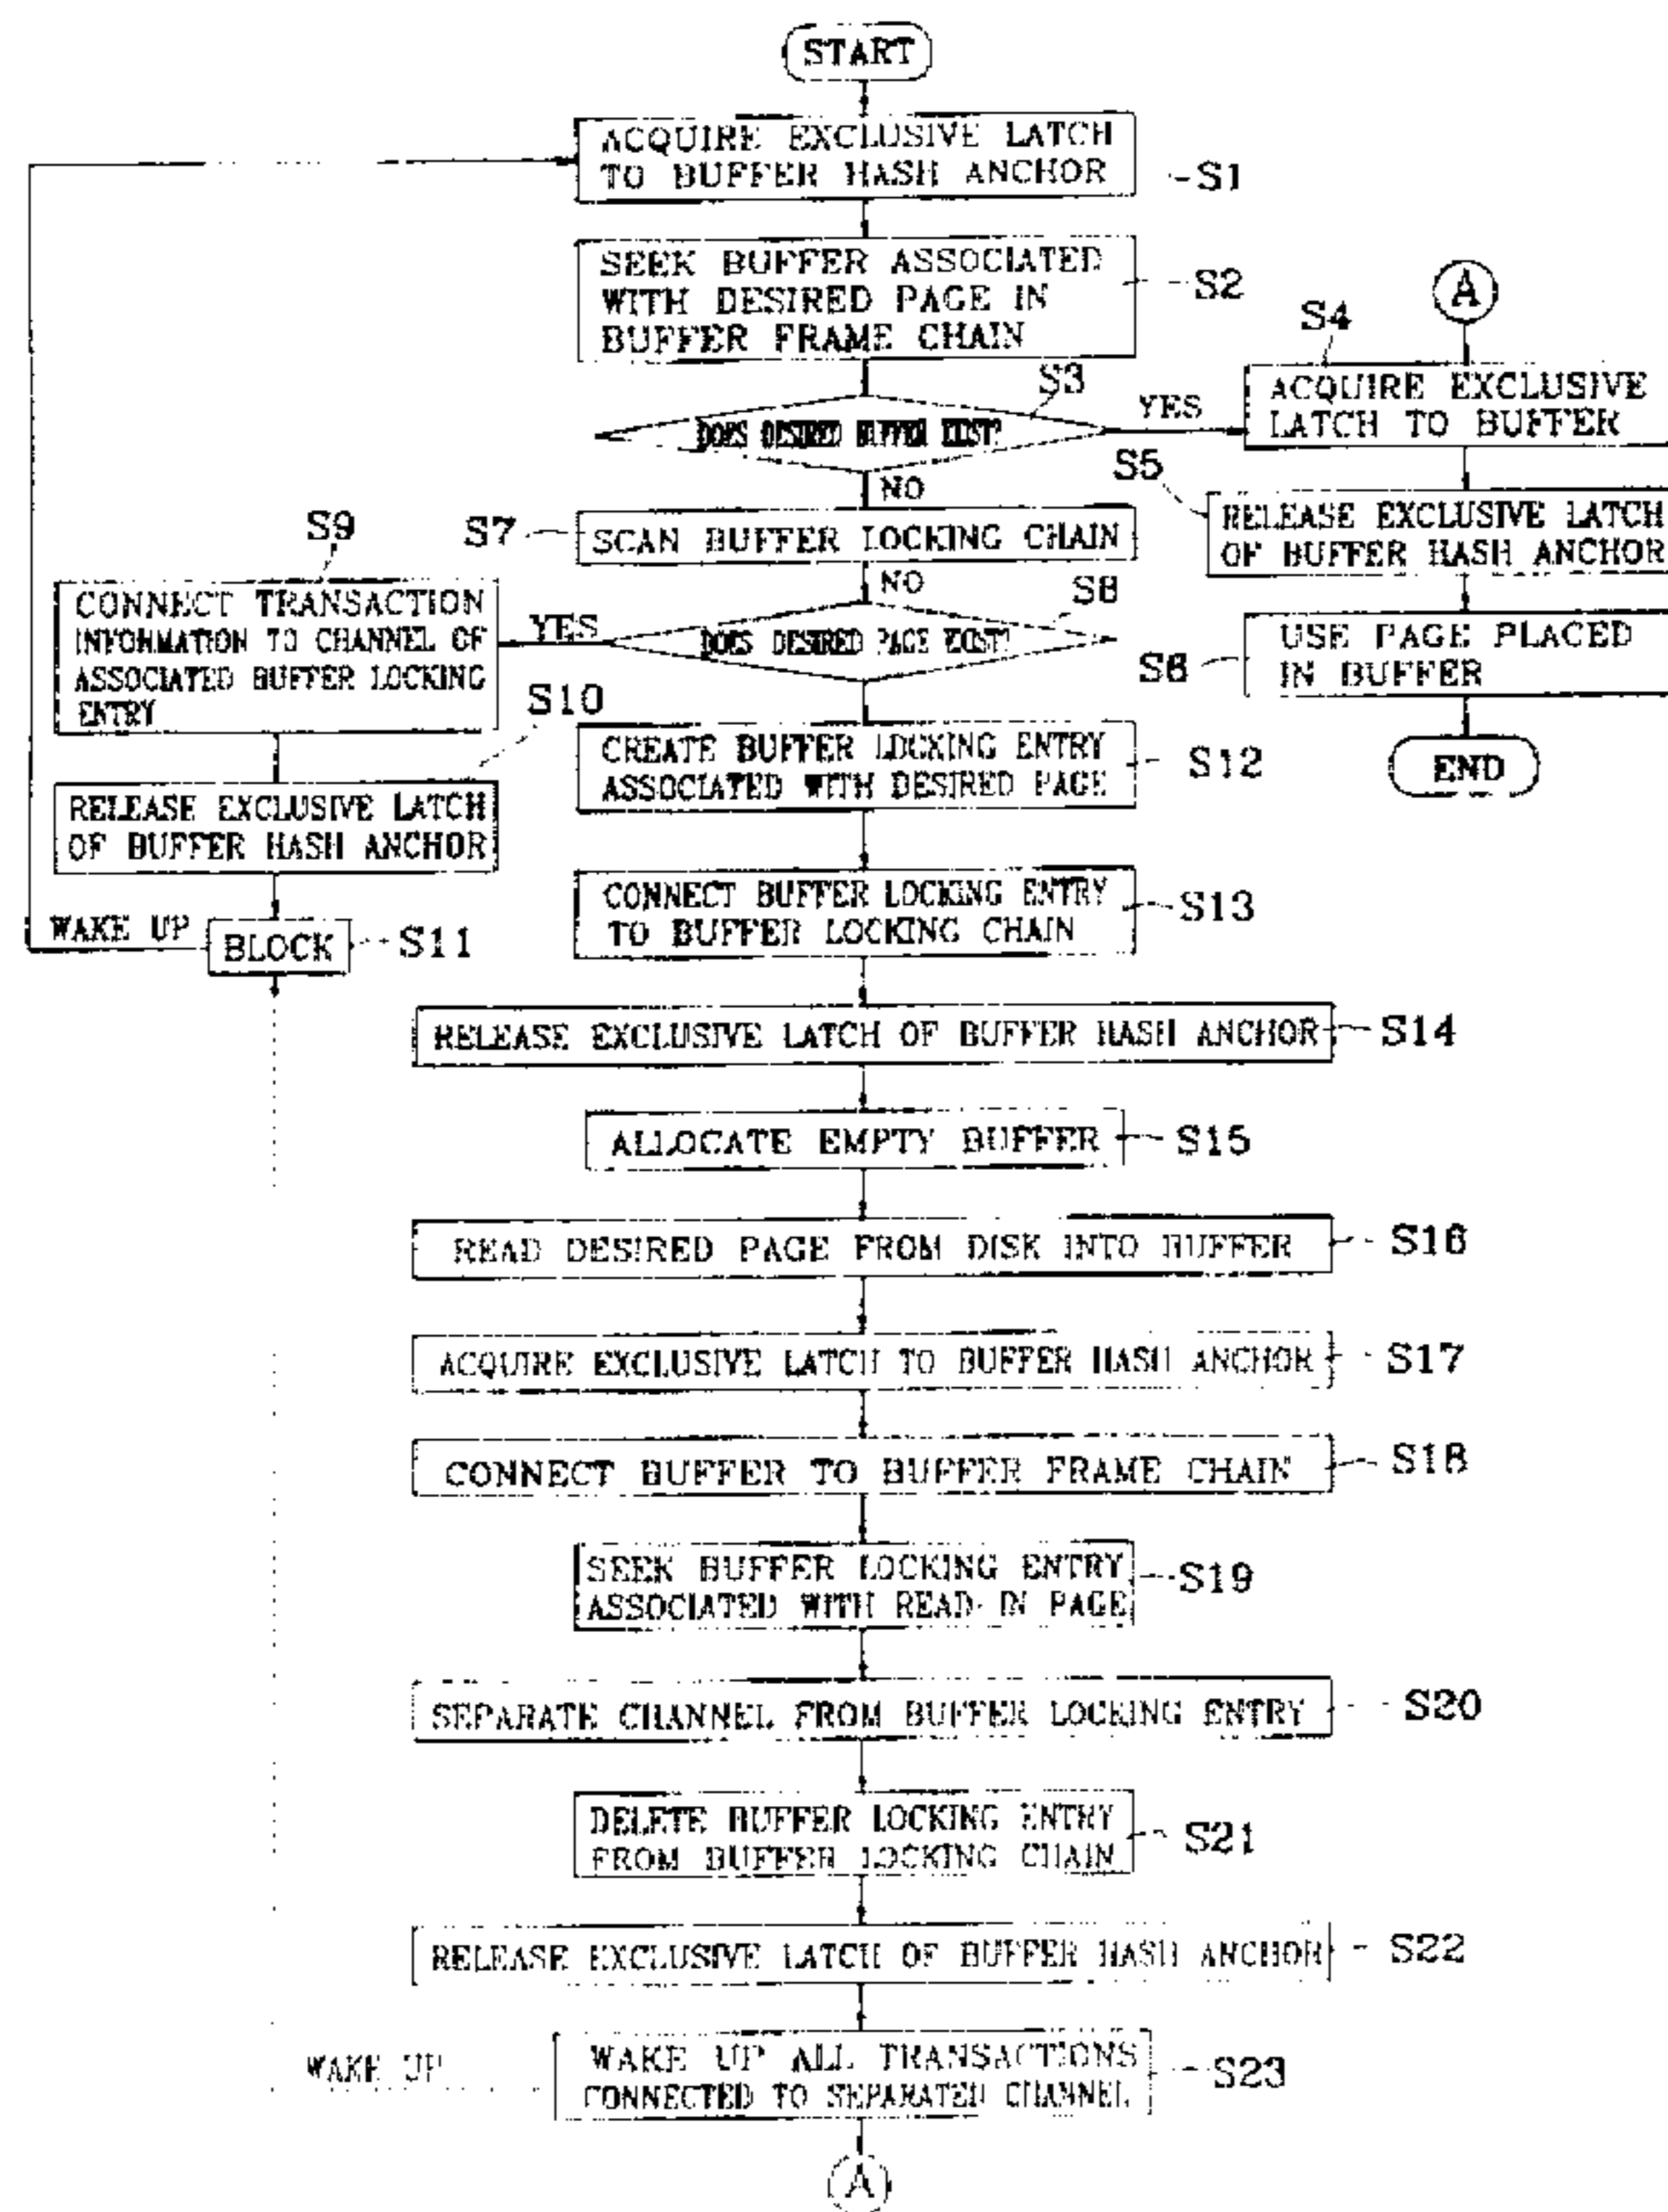 START
ACQUIRE EXCLUSIVE LATCH
TO BUFFER HASH ANCHOR
S1
SEEK BUFFER ASSOCIATED
WITH DESIRED PAGE IN
BUFFER FRAME CHAIN
S2
S3
DOES DESIRED BUFFER EXIST?
YES
NO
A
S4
ACQUIRE EXCLUSIVE
LATCH TO BUFFER
S5
RELEASE EXCLUSIVE LATCH
OF BUFFER HASH ANCHOR
S6
USE PAGE PLACED
IN BUFFER
END
S7
SCAN BUFFER LOCKING CHAIN
NO
S8
DOES DESIRED PAGE EXIST?
YES
S9
CONNECT TRANSACTION
INFORMATION TO CHANNEL OF
ASSOCIATED BUFFER LOCKING
ENTRY
S10
RELEASE EXCLUSIVE LATCH
OF BUFFER HASH ANCHOR
WAKE UP
BLOCK
S11
CREATE BUFFER LOCKING ENTRY
ASSOCIATED WITH DESIRED PAGE
S12
CONNECT BUFFER LOCKING ENTRY
TO BUFFER LOCKING CHAIN
S13
RELEASE EXCLUSIVE LATCH OF BUFFER HASH ANCHOR
S14
ALLOCATE EMPTY BUFFER
S15
READ DESIRED PAGE FROM DISK INTO BUFFER
S16
ACQUIRE EXCLUSIVE LATCH TO BUFFER HASH ANCHOR
S17
CONNECT BUFFER TO BUFFER FRAME CHAIN
S18
SEEK BUFFER LOCKING ENTRY
ASSOCIATED WITH READ-IN PAGE
S19
SEPARATE CHANNEL FROM BUFFER LOCKING ENTRY
S20
DELETE BUFFER LOCKING ENTRY
FROM BUFFER LOCKING CHAIN
S21
RELEASE EXCLUSIVE LATCH OF BUFFER HASH ANCHOR
S22
WAKE UP
WAKE UP ALL TRANSACTIONS
CONNECTED TO SEPARATED CHANNEL
S23
A